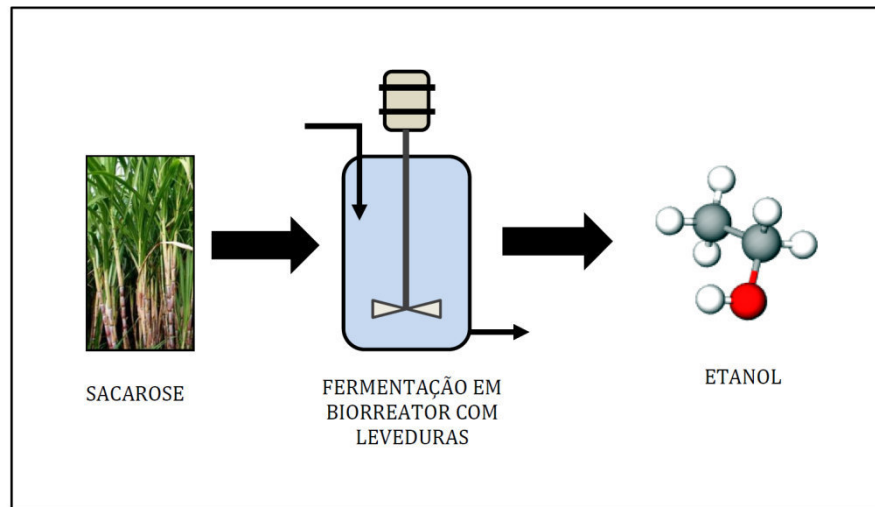 SACAROSE
FERMENTAÇÃO EM
BIORREATOR COM
LEVEDURAS
ETANOL